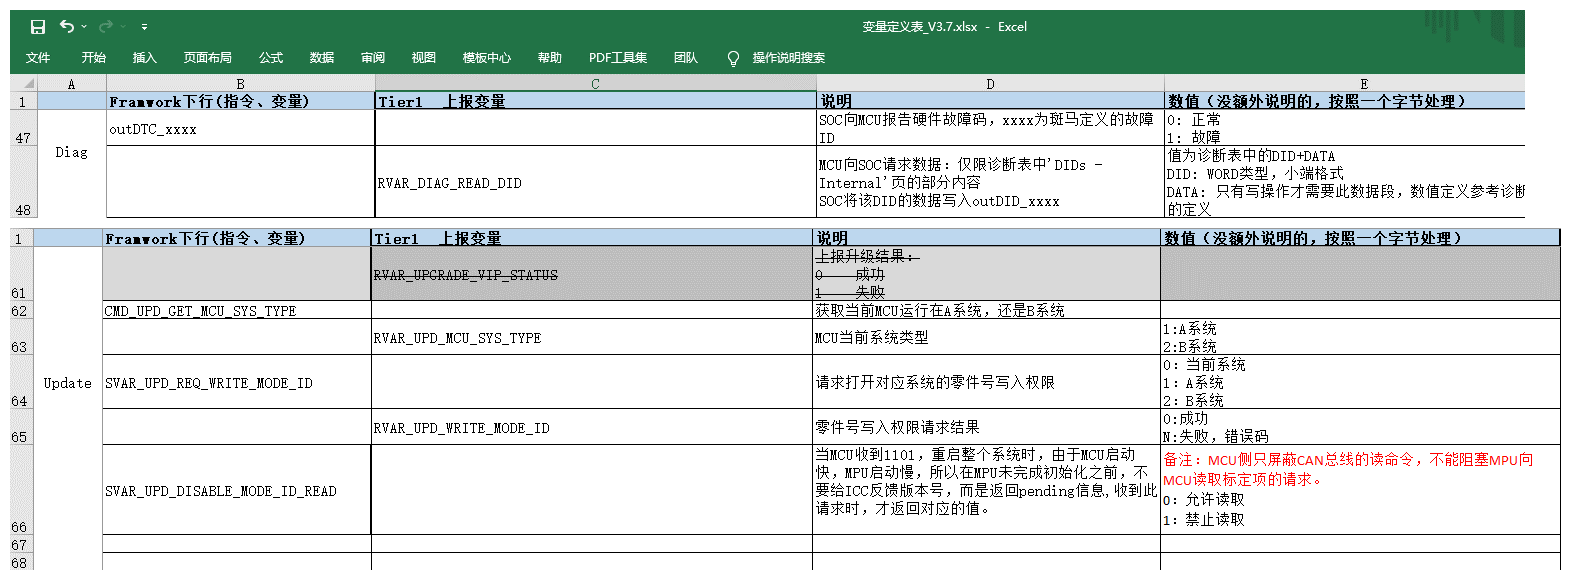 变量定义表_V3.7.xlsx - Excel
文件 开始 插入 页面布局 公式 数据 审阅 视图 模板中心 帮助 PDF工具集 团队 操作说明搜索
A B C D E
1 Framwork下行(指令、变量) Tier1 上报变量 说明 数值（没额外说明的，按照一个字节处理）
Diag
47 outDTC_xxxx
SOC向MCU报告硬件故障码，xxxx为斑马定义的故障
ID
0: 正常
1: 故障
48 RVAR_DIAG_READ_DID
MCU向SOC请求数据：仅限诊断表中'DIDs -
Internal'页的部分内容
SOC将该DID的数据写入outDID_xxxx
值为诊断表中的DID+DATA
DID: WORD类型，小端格式
DATA: 只有写操作才需要此数据段，数值定义参考诊断
的定义
1 Framwork下行(指令、变量) Tier1 上报变量 说明 数值（没额外说明的，按照一个字节处理）
Update
61 RVAR_UPGRADE_VIP_STATUS
上报升级结果：
0 成功
1 失败
62 CMD_UPD_GET_MCU_SYS_TYPE 获取当前MCU运行在A系统，还是B系统
63 RVAR_UPD_MCU_SYS_TYPE MCU当前系统类型
1:A系统
2:B系统
64 SVAR_UPD_REQ_WRITE_MODE_ID 请求打开对应系统的零件号写入权限
0：当前系统
1：A系统
2：B系统
65 RVAR_UPD_WRITE_MODE_ID 零件号写入权限请求结果
0:成功
N:失败，错误码
66 SVAR_UPD_DISABLE_MODE_ID_READ
当MCU收到1101，重启整个系统时，由于MCU启动
快，MPU启动慢，所以在MPU未完成初始化之前，不
要给ICC反馈版本号，而是返回pending信息,收到此
请求时，才返回对应的值。
备注：MCU侧只屏蔽CAN总线的读命令，不能阻塞MPU向
MCU读取标定项的请求。
0：允许读取
1：禁止读取
67
68